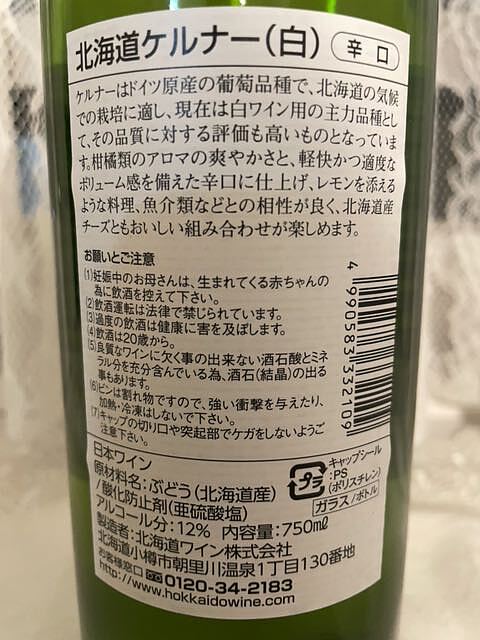 北海道ケルナー（白） 辛口
ケルナーはドイツ原産の葡萄品種で、北海道の気候
での栽培に適し、現在は白ワイン用の主力品種とし
て、その品質に対する評価も高いものとなっていま
す。柑橘類のアロマの爽やかさと、軽快かつ適度な
ボリューム感を備えた辛口に仕上げ、レモンを添える
ような料理、魚介類などとの相性が良く、北海道産
チーズともおいしい組み合わせが楽しめます。
お願いとご注意
(1)妊娠中のお母さんは、生まれてくる赤ちゃんの
為に飲酒を控えて下さい。
(2)飲酒運転は法律で禁じられています。
(3)過度の飲酒は健康に害を及ぼします。
(4)飲酒は20歳から。
(5)良質なワインに欠く事の出来ない酒石酸とミネ
ラル分を充分含んでいる為、酒石(結晶)の出る
事もあります。
(6)ビンは割れ物ですので、強い衝撃を与えたり、
加熱・冷凍はしないで下さい。
(7)キャップの切り口や突起部でケガをしないようご
注意下さい。
4990583332109
日本ワイン
原材料名：ぶどう（北海道産）
/酸化防止剤(亜硫酸塩)
アルコール分：12% 内容量：750mℓ
製造者：北海道ワイン株式会社
北海道小樽市朝里川温泉1丁目130番地
お客様窓口 0120-34-2183
http://www.hokkaidowine.com
プラ
キャップシール
：PS
(ポリスチレン)
ガラス/ボトル